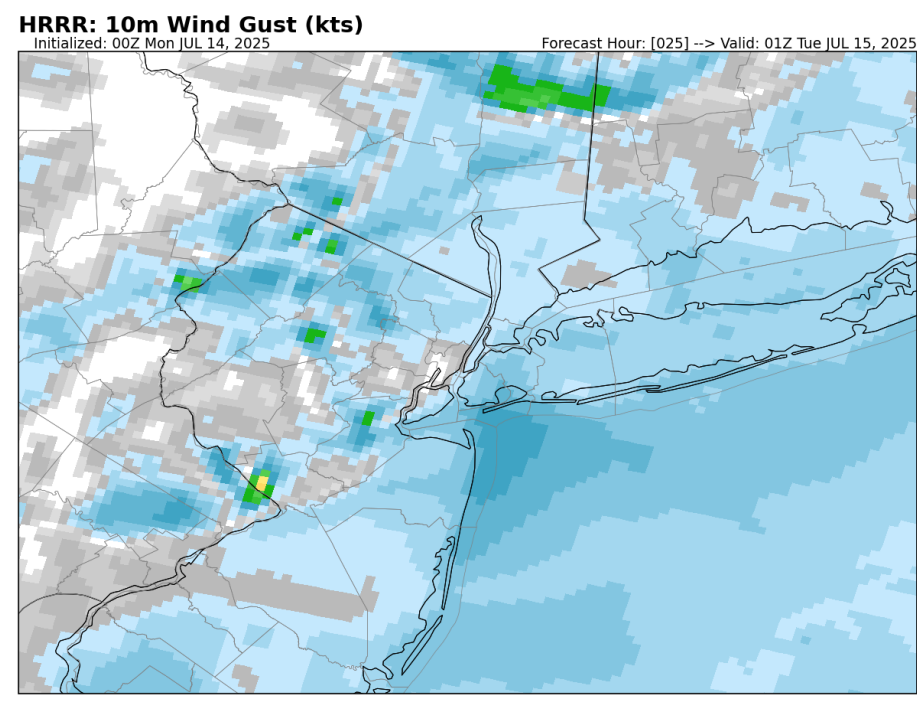 HRRR: 10m Wind Gust (kts)
Initialized: 00Z Mon JUL 14, 2025
Forecast Hour: [025] --> Valid: 01Z Tue JUL 15, 2025